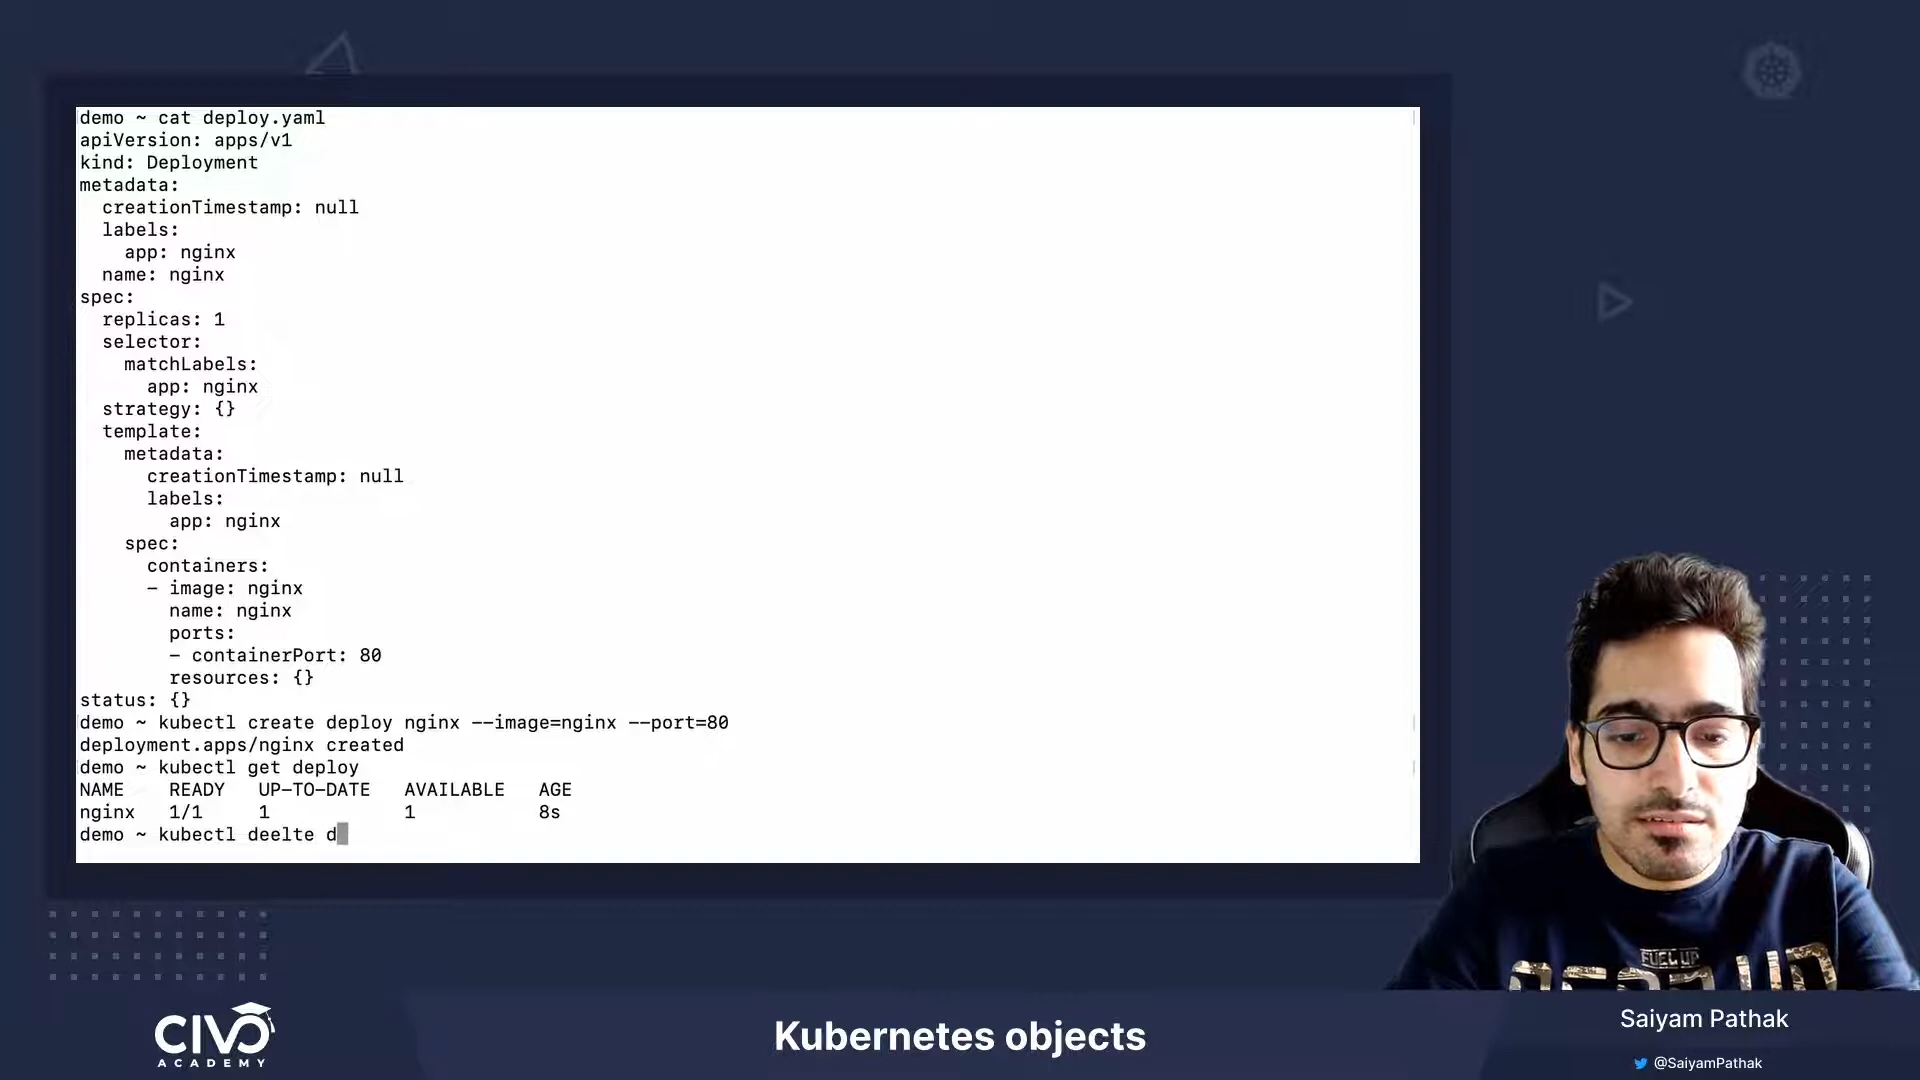 demo ~ cat deploy.yaml
apiVersion: apps/v1
kind: Deployment
metadata:
  creationTimestamp: null
  labels:
    app: nginx
  name: nginx
spec:
  replicas: 1
  selector:
    matchLabels:
      app: nginx
  strategy: {}
  template:
    metadata:
      creationTimestamp: null
      labels:
        app: nginx
    spec:
      containers:
      - image: nginx
        name: nginx
        ports:
        - containerPort: 80
        resources: {}
status: {}
demo ~ kubectl create deploy nginx --image=nginx --port=80
deployment.apps/nginx created
demo ~ kubectl get deploy
NAME    READY   UP-TO-DATE   AVAILABLE   AGE
nginx   1/1     1            1           8s
demo ~ kubectl deelte d
FUEL UP
CIVO
ACADEMY
Kubernetes objects
Saiyam Pathak
@SaiyamPathak